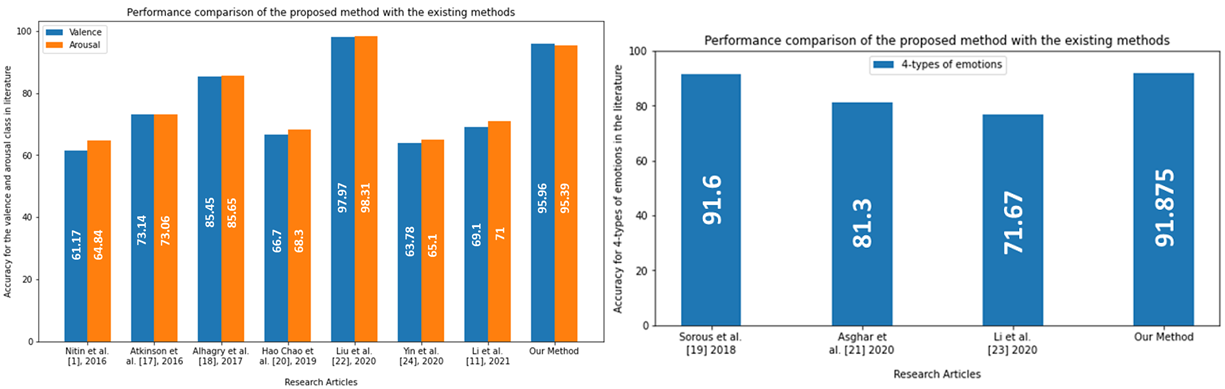 Performance comparison of the proposed method with the existing methods
Valence
Arousal
Accuracy for the valence and arousal class in literature
100
80
60
40
20
0
61.17
64.84
73.14
73.06
85.45
85.65
66.7
68.3
97.97
98.31
63.78
65.1
69.1
71
95.96
95.39
Nitin et al.
[1], 2016
Atkinson et
al. [17], 2016
Alhagry et al.
[18], 2017
Hao Chao et
al. [20], 2019
Liu et al.
[22], 2020
Yin et al.
[24], 2020
Li et al.
[11], 2021
Our Method
Research Articles
Performance comparison of the proposed method with the existing methods
4-types of emotions
Accuracy for 4-types of emotions in the literature
100
80
60
40
20
0
91.6
81.3
71.67
91.875
Sorous et al.
[19] 2018
Asghar et
al. [21] 2020
Li et al.
[23] 2020
Our Method
Research Articles